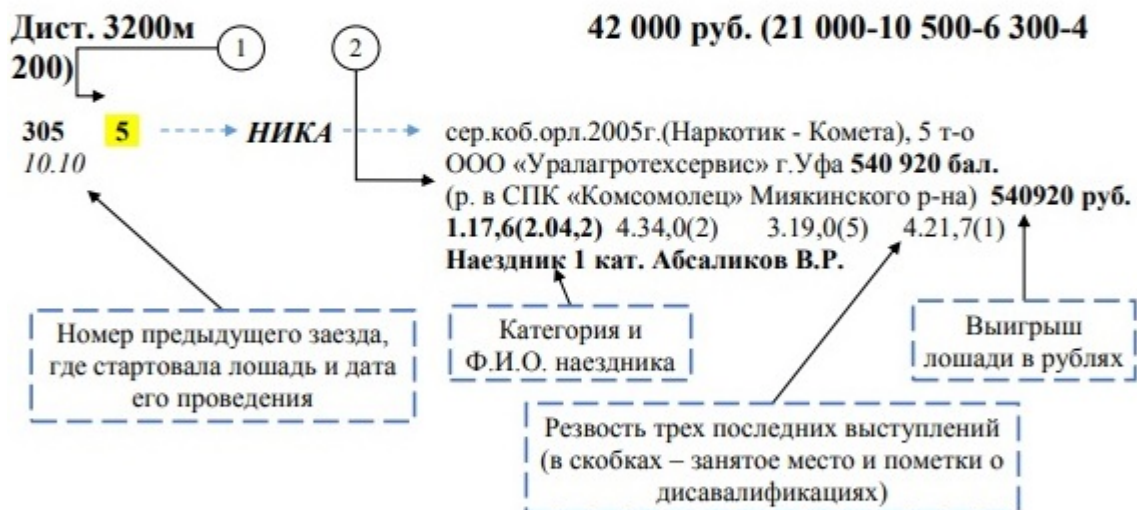 Дист. 3200м
200)
1
2
42 000 руб. (21 000-10 500-6 300-4
305 5 НИКА
10.10
сер.коб.орл.2005г.(Наркотик - Комета), 5 т-о
ООО «Уралагротехсервис» г.Уфа 540 920 бал.
(р. в СПК «Комсомолец» Миякинского р-на) 540920 руб.
1.17,6(2.04,2) 4.34,0(2) 3.19,0(5) 4.21,7(1)
Наездник 1 кат. Абсаликов В.Р.
Номер предыдущего заезда,
где стартовала лошадь и дата
его проведения
Категория и
Ф.И.О. наездника
Выигрыш
лошади в рублях
Резвость трех последних выступлений
(в скобках – занятое место и пометки о
дисавалификациях)